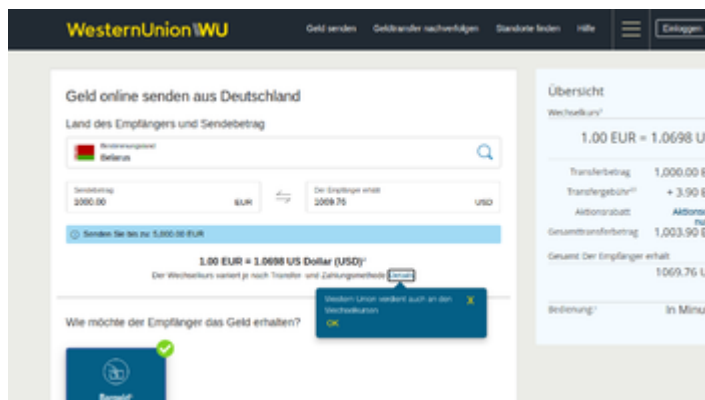 WesternUnion WU
Geld senden Geldtransfer nachverfolgen Standorte finden Hilfe Einloggen
Geld online senden aus Deutschland
Land des Empfängers und Sendebetrag
Bestimmungsland
Belarus
Sendebetrag
1000.00 EUR
Der Empfänger erhält
1069.76 USD
Senden Sie bis zu: 5,000.00 EUR
1.00 EUR = 1.0698 US Dollar (USD)
Der Wechselkurs variiert je nach Transfer- und Zahlungsmethode Details
Western Union verdient auch an den
Wechselkursen
X
OK
Wie möchte der Empfänger das Geld erhalten?
Bargeld
Übersicht
Wechselkurs
1.00 EUR = 1.0698 U
Transferbetrag 1,000.00 E
Transfergebühr + 3.90 E
Aktionsrabatt Aktions
nu
Gesamttransferbetrag 1,003.90 E
Gesamt Der Empfänger erhält
1069.76 U
Bedienung: In Minu